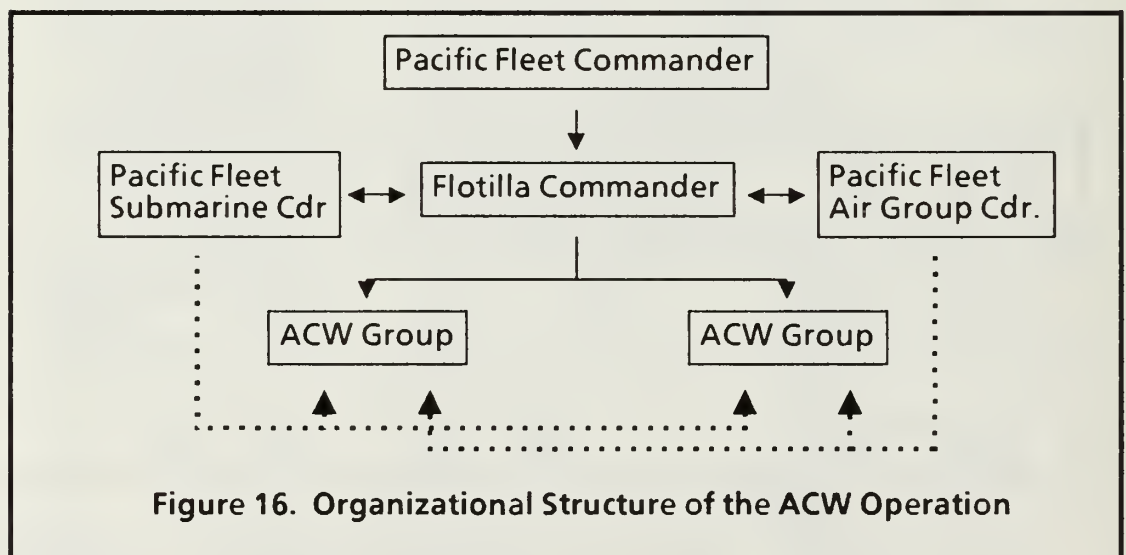 Pacific Fleet Commander
Pacific Fleet
Submarine Cdr
Flotilla Commander
Pacific Fleet
Air Group Cdr.
ACW Group
ACW Group
Figure 16. Organizational Structure of the ACW Operation